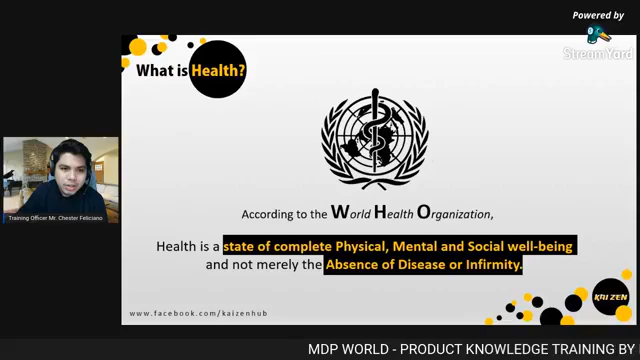 Powered by
StreamYard
What is Health?
According to the World Health Organization,
Health is a state of complete Physical, Mental and Social well-being
and not merely the Absence of Disease or Infirmity.
Training Officer Mr. Chester Feliciano
KAIZEN
www.facebook.com/kaizenhub
MDP WORLD - PRODUCT KNOWLEDGE TRAINING BY